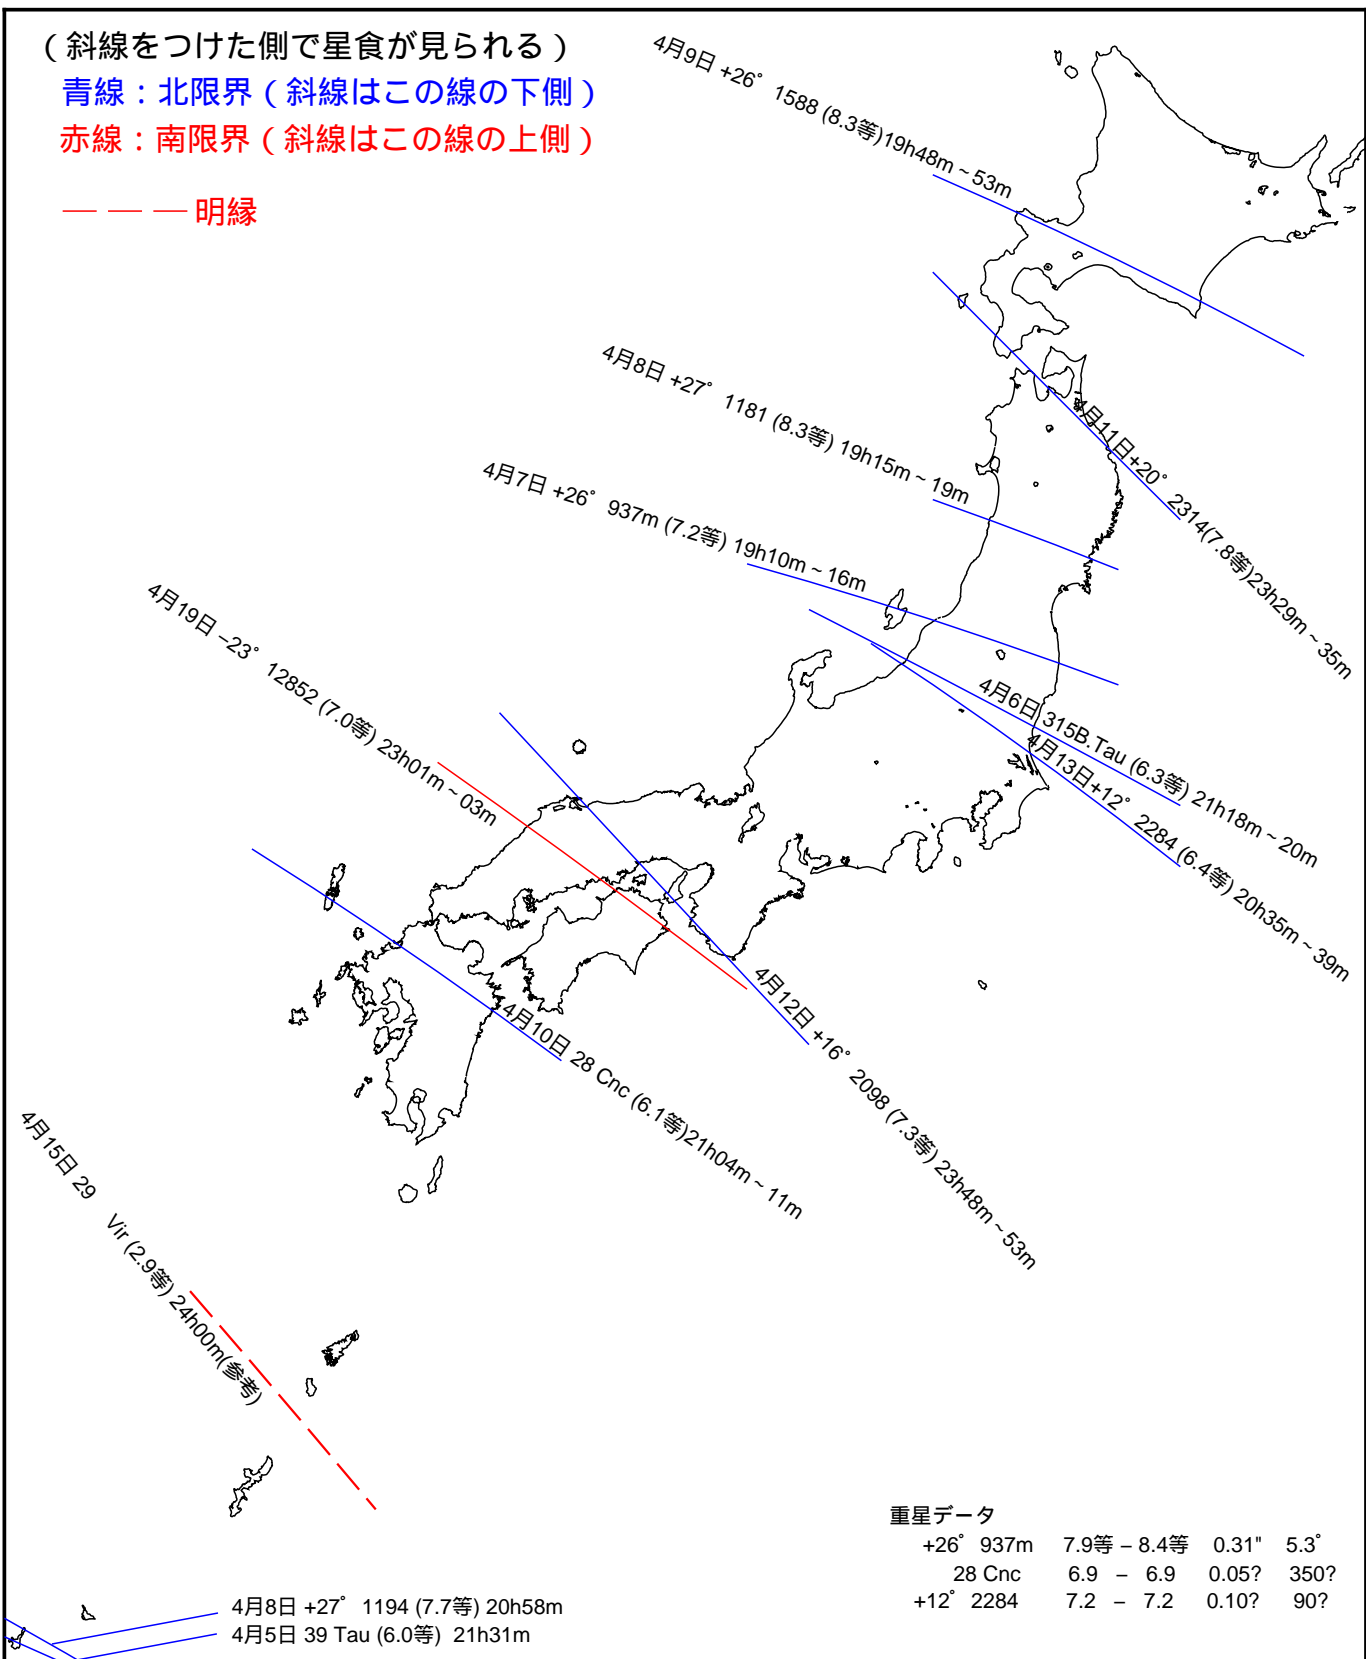 （斜線をつけた側で星食が見られる）
青線：北限界（斜線はこの線の下側）
赤線：南限界（斜線はこの線の上側）
— — — 明縁
4月9日 +26° 1588 (8.3等)19h48m～53m
4月8日 +27° 1181 (8.3等) 19h15m～19m
4月11日+20° 2314(7.8等)23h29m～35m
4月7日 +26° 937m (7.2等) 19h10m～16m
4月19日 −23° 12852 (7.0等) 23h01m～03m
4月6日 315B.Tau (6.3等) 21h18m～20m
4月13日+12° 2284 (6.4等) 20h35m～39m
4月12日 +16° 2098 (7.3等) 23h48m～53m
4月10日 28 Cnc (6.1等)21h04m～11m
4月15日 29 Vir (2.9等) 24h00m(参考)
重星データ
+26° 937m 7.9等 – 8.4等 0.31" 5.3°
28 Cnc 6.9 – 6.9 0.05? 350?
+12° 2284 7.2 – 7.2 0.10? 90?
4月8日 +27° 1194 (7.7等) 20h58m
4月5日 39 Tau (6.0等) 21h31m